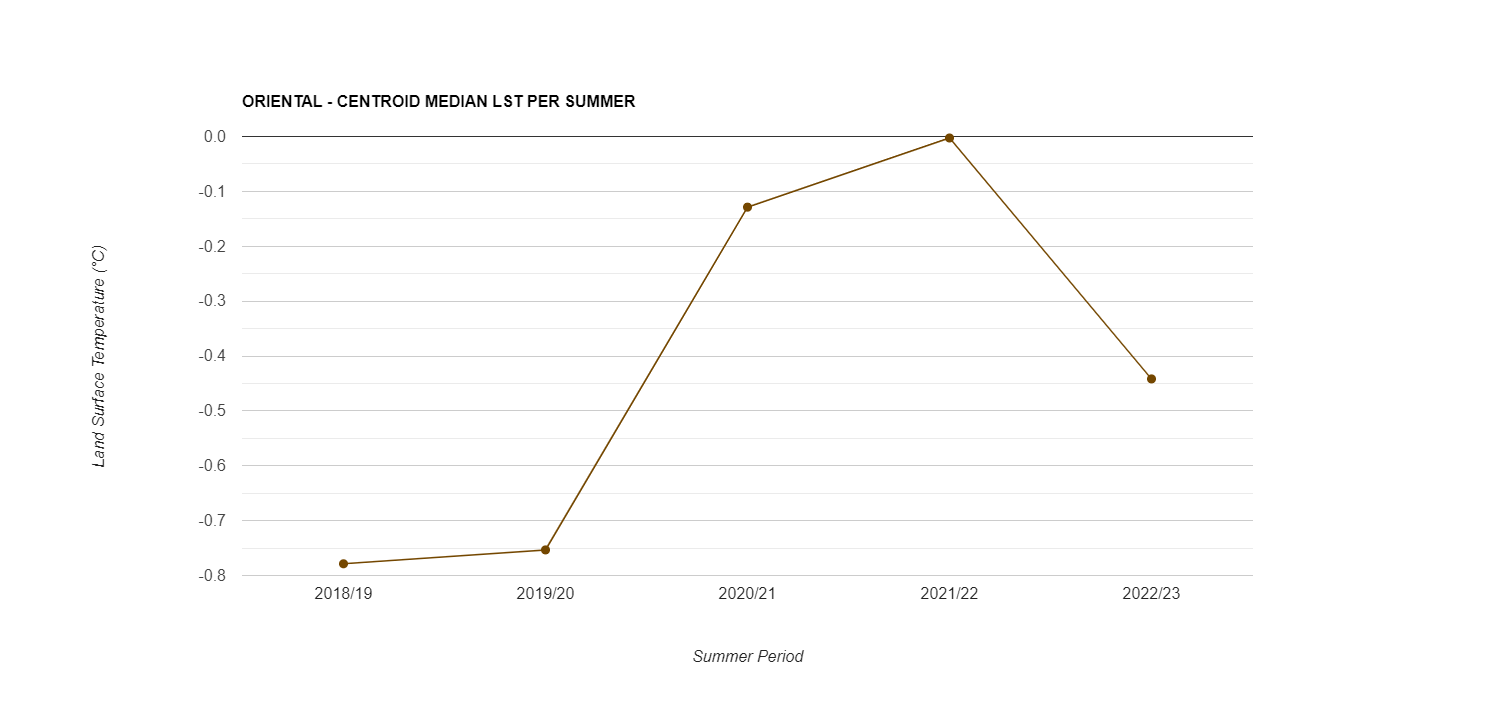 ORIENTAL - CENTROID MEDIAN LST PER SUMMER
0.0
-0.1
-0.2
-0.3
-0.4
-0.5
-0.6
-0.7
-0.8
Land Surface Temperature (°C)
2018/19 2019/20 2020/21 2021/22 2022/23
Summer Period